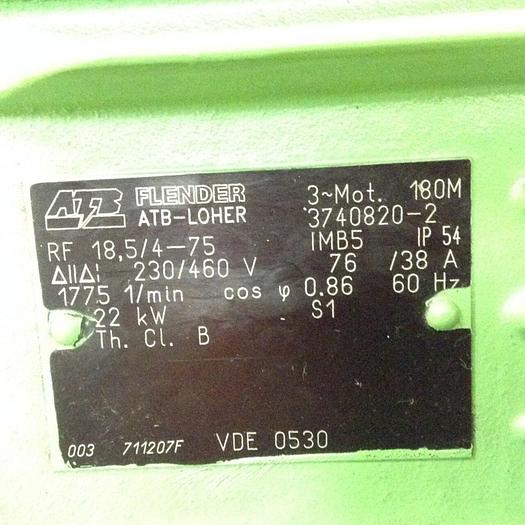 ATB FLENDER 3~Mot. 180M
ATB-LOHER 3740820-2
RF 18,5/4-75 IMB5 IP 54
Δ||Δ 230/460 V 76 /38 A
1775 1/min cos φ 0.86 60 Hz
22 kW S1
Th. Cl. B
003 711207F VDE 0530